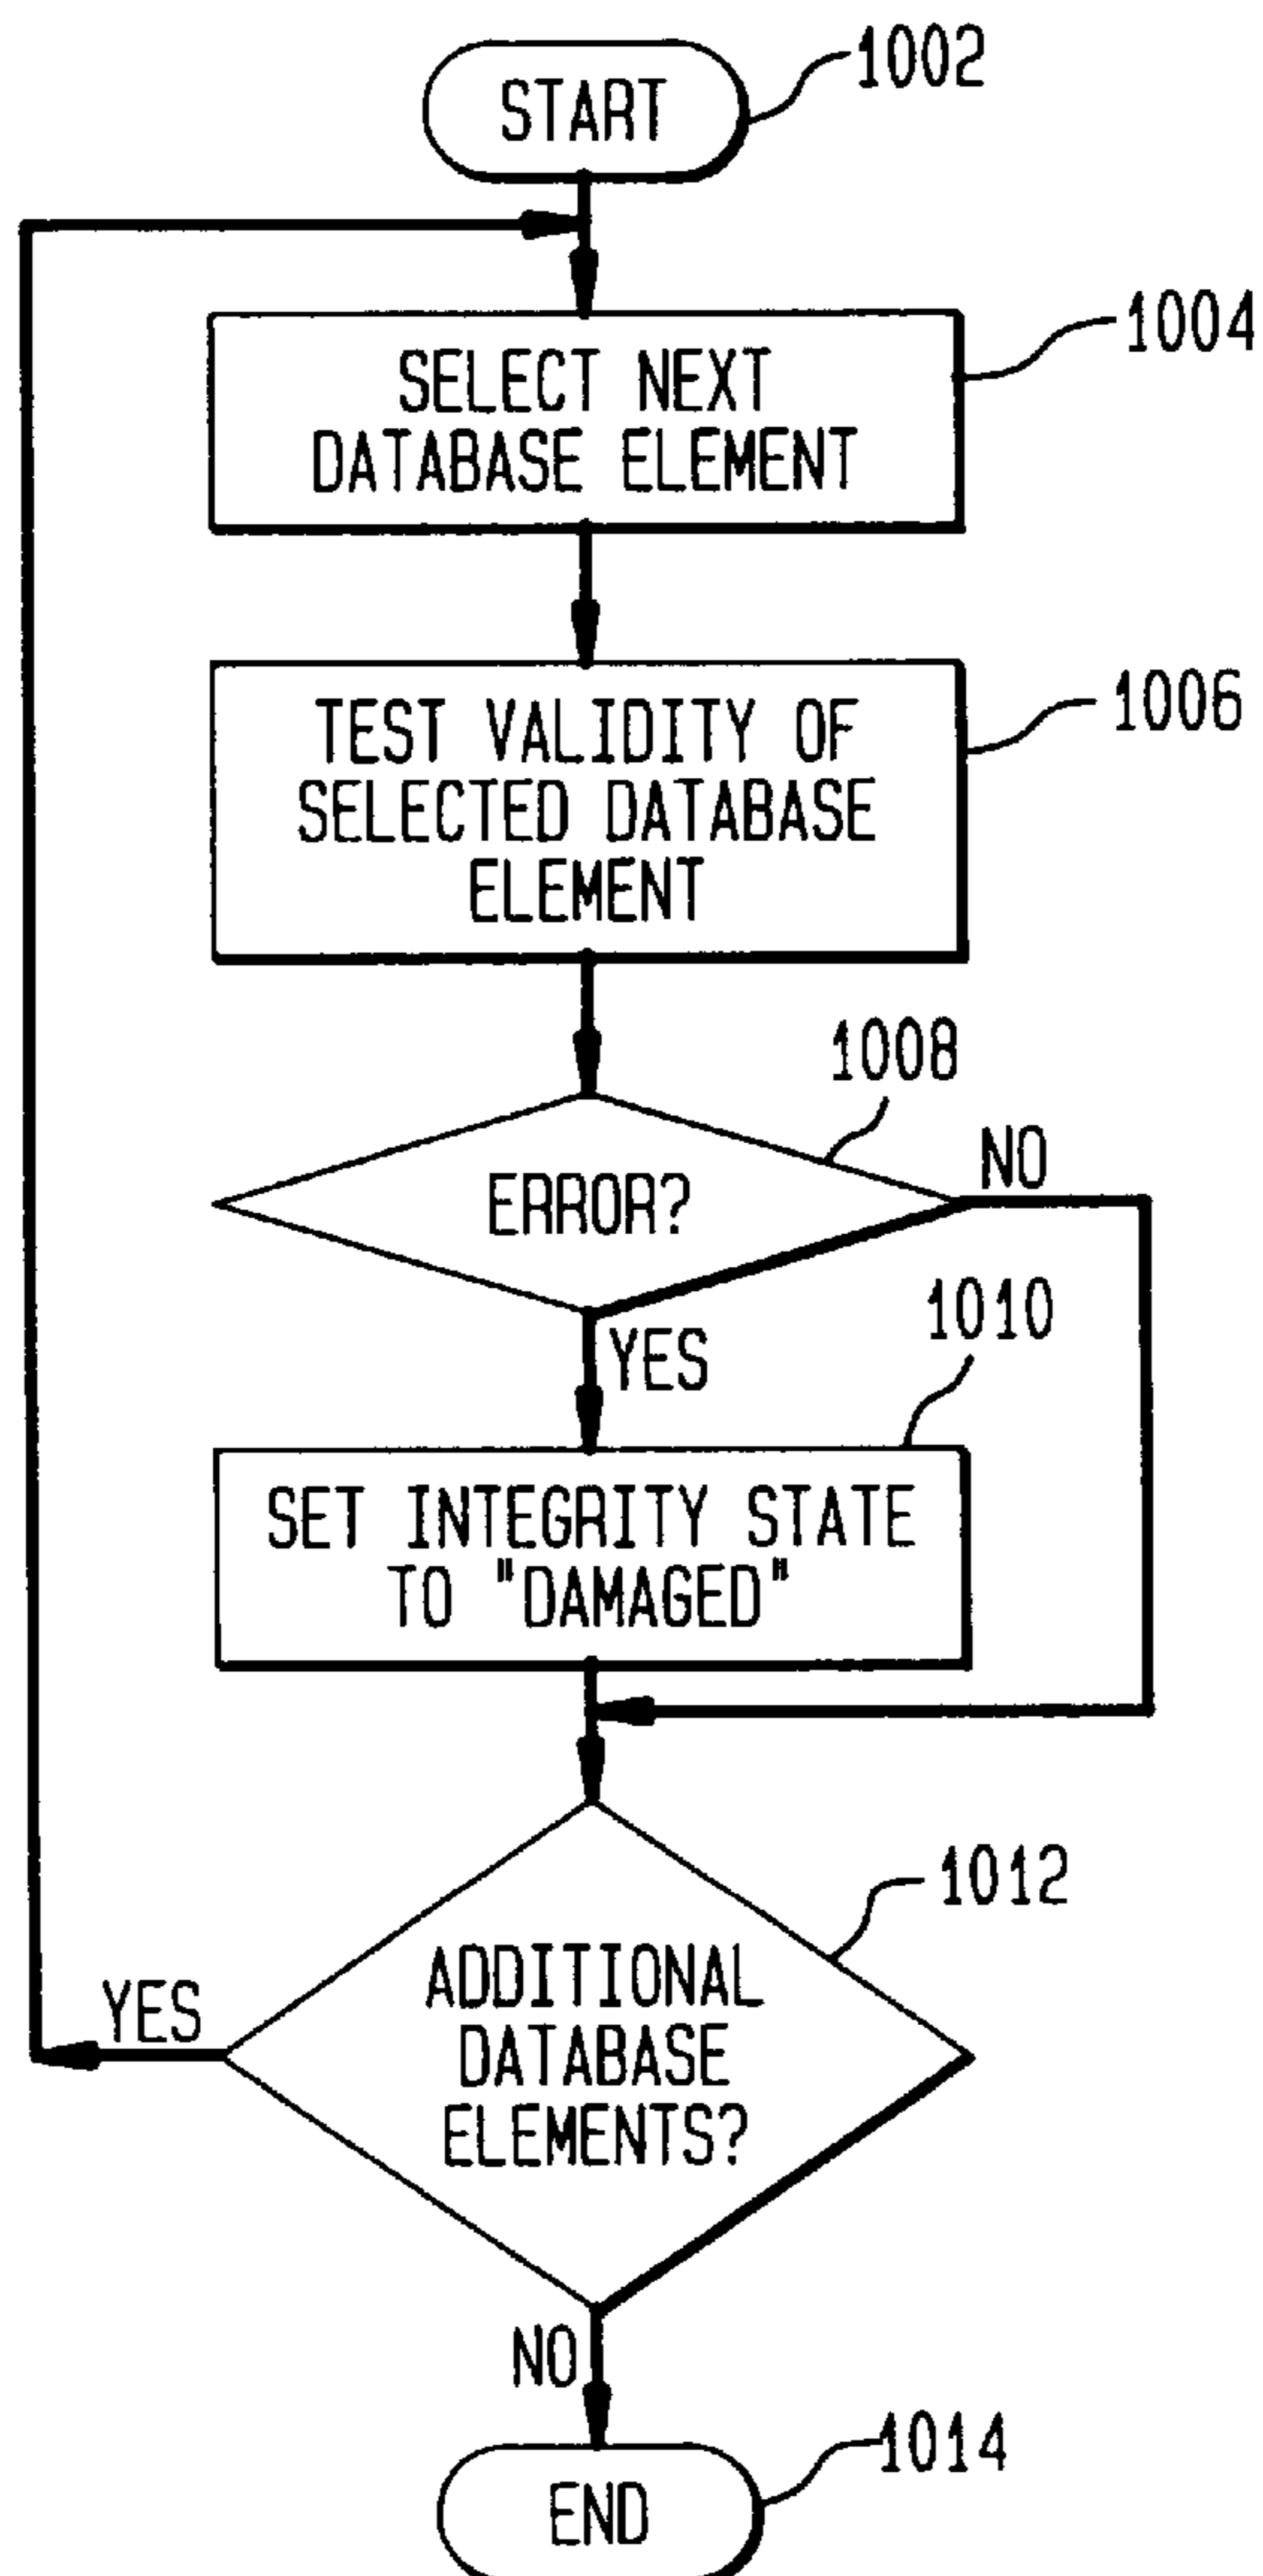 START
1002
SELECT NEXT
DATABASE ELEMENT
1004
TEST VALIDITY OF
SELECTED DATABASE
ELEMENT
1006
1008
ERROR?
NO
YES
1010
SET INTEGRITY STATE
TO "DAMAGED"
1012
ADDITIONAL
DATABASE
ELEMENTS?
YES
NO
1014
END